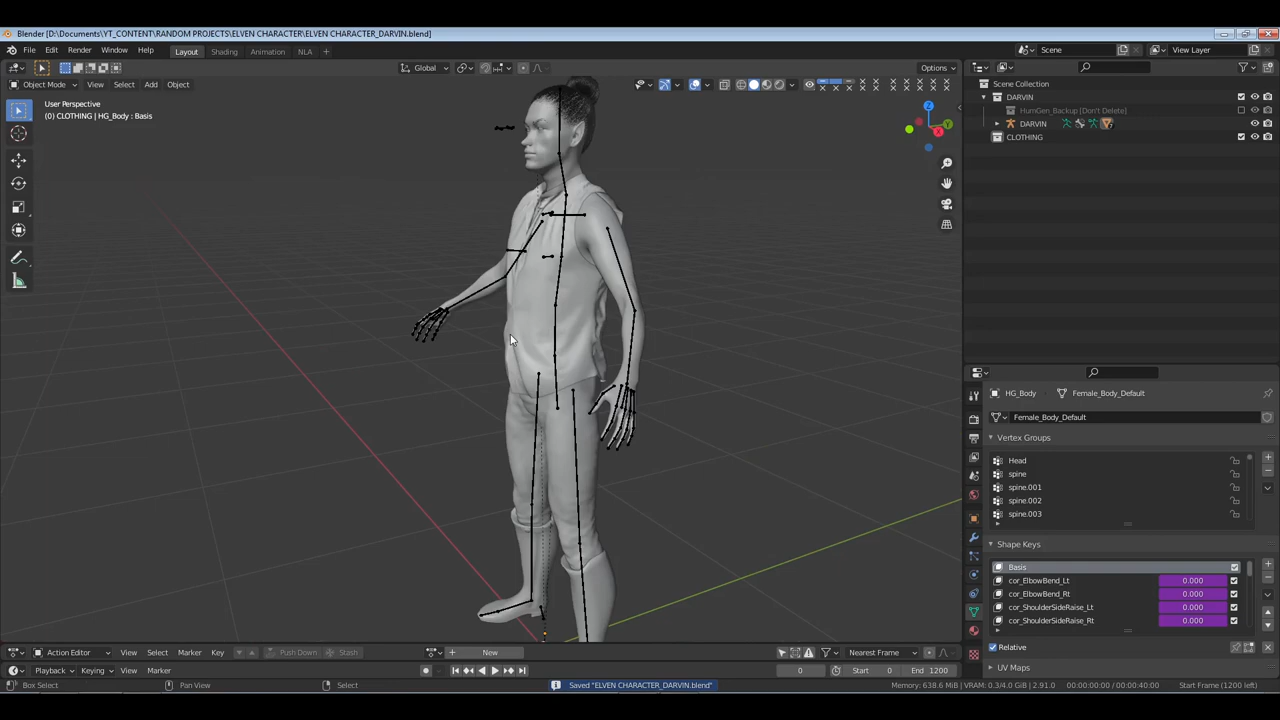 Blender [D:\Documents\YT_CONTENT\RANDOM PROJECTS\ELVEN CHARACTER\ELVEN CHARACTER_DARVIN.blend]
File Edit Render Window Help Layout Shading Animation NLA + Scene View Layer
Global Options
Object Mode View Select Add Object
User Perspective
(0) CLOTHING | HG_Body : Basis
Z
Y
X
Scene Collection
DARVIN
HumGen_Backup [Don't Delete]
DARVIN
CLOTHING
HG_Body > Female_Body_Default
Female_Body_Default
Vertex Groups
Head
spine
spine.001
spine.002
spine.003
Shape Keys
Basis
cor_ElbowBend_Lt 0.000
cor_ElbowBend_Rt 0.000
cor_ShoulderSideRaise_Lt 0.000
cor_ShoulderSideRaise_Rt 0.000
Relative
UV Maps
Action Editor View Select Marker Key Push Down Stash New Nearest Frame
Playback Keying View Marker 0 Start 0 End 1200
Box Select Pan View Select Saved "ELVEN CHARACTER_DARVIN.blend" Memory: 638.6 MiB | VRAM: 0.3/4.0 GiB | 2.91.0 00:00:00:00 / 00:00:40:00 Start Frame (1200 left)